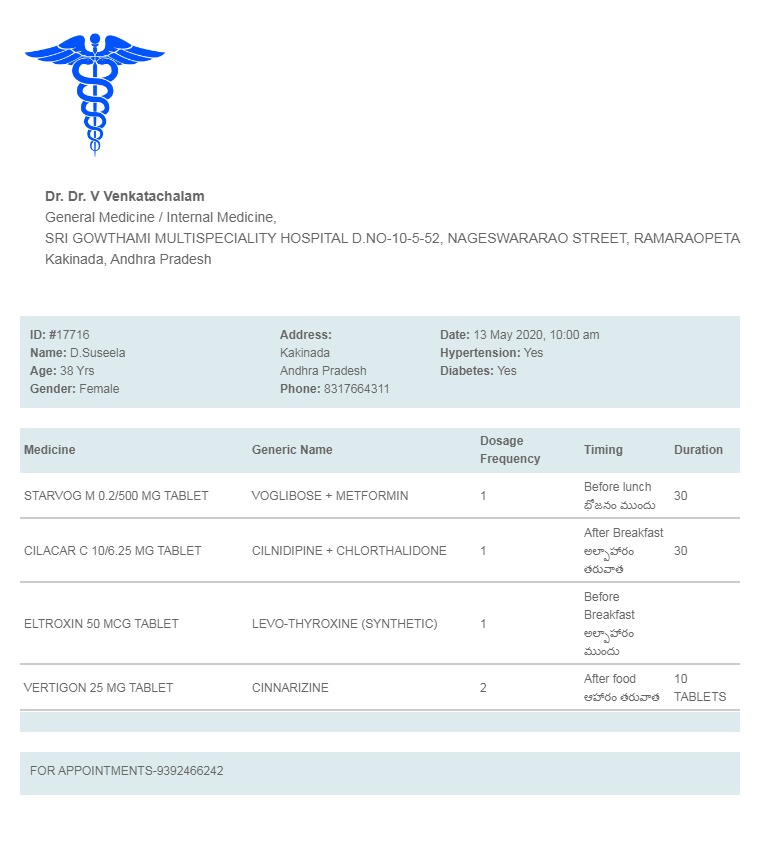 Dr. Dr. V Venkatachalam
General Medicine / Internal Medicine,
SRI GOWTHAMI MULTISPECIALITY HOSPITAL D.NO-10-5-52, NAGESWARARAO STREET, RAMARAOPETA
Kakinada, Andhra Pradesh
ID: #17716 Address: Date: 13 May 2020, 10:00 am
Name: D.Suseela Kakinada Hypertension: Yes
Age: 38 Yrs Andhra Pradesh Diabetes: Yes
Gender: Female Phone: 8317664311
Medicine Generic Name Dosage Frequency Timing Duration
STARVOG M 0.2/500 MG TABLET VOGLIBOSE + METFORMIN 1 Before lunch 30
భోజనం ముందు
CILACAR C 10/6.25 MG TABLET CILNIDIPINE + CHLORTHALIDONE 1 After Breakfast 30
అల్పాహారం
తరువాత
ELTROXIN 50 MCG TABLET LEVO-THYROXINE (SYNTHETIC) 1 Before
Breakfast
అల్పాహారం
ముందు
VERTIGON 25 MG TABLET CINNARIZINE 2 After food 10
ఆహారం తరువాత TABLETS
FOR APPOINTMENTS-9392466242